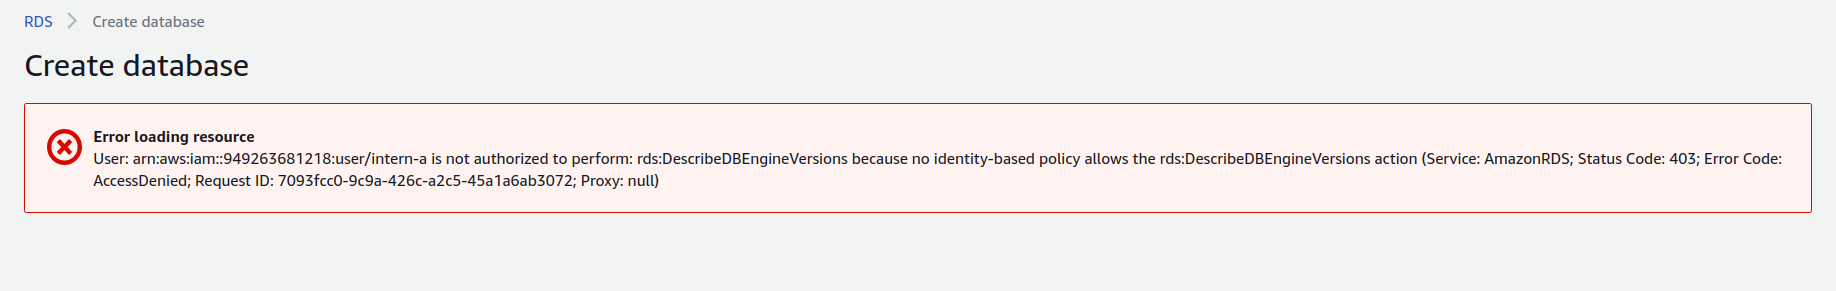 RDS > Create database
Create database
Error loading resource
User: arn:aws:iam::949263681218:user/intern-a is not authorized to perform: rds:DescribeDBEngineVersions because no identity-based policy allows the rds:DescribeDBEngineVersions action (Service: AmazonRDS; Status Code: 403; Error Code:
AccessDenied; Request ID: 7093fcc0-9c9a-426c-a2c5-45a1a6ab3072; Proxy: null)